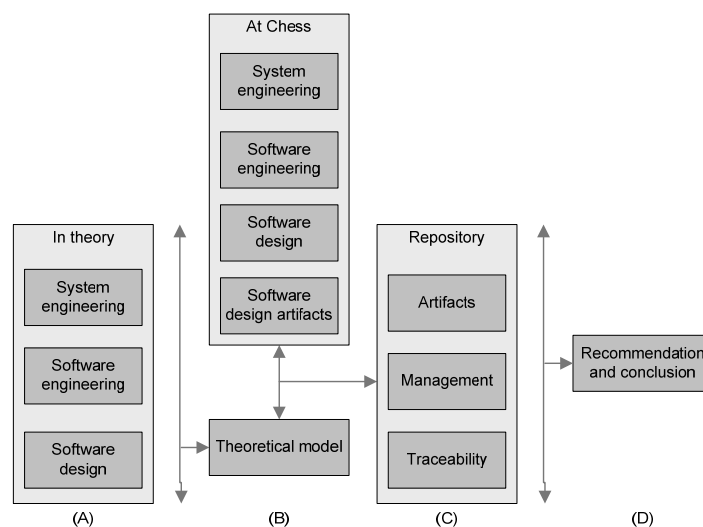 At Chess
System
engineering
Software
engineering
Software
design
Software
design artifacts
In theory
System
engineering
Software
engineering
Software
design
Theoretical model
Repository
Artifacts
Management
Traceability
Recommendation
and conclusion
(A)
(B)
(C)
(D)